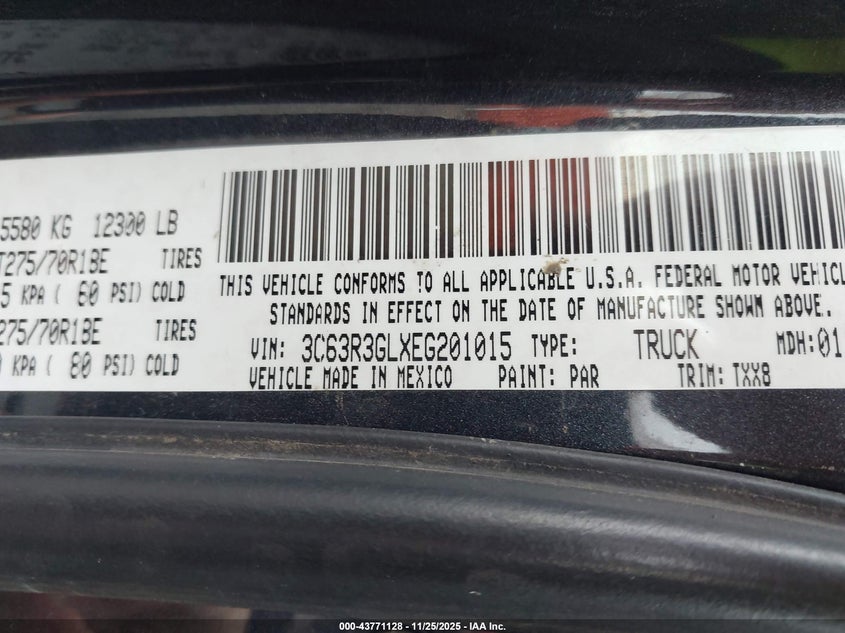 5580 KG 12300 LB
T275/70R18E TIRES
5 KPA ( 60 PSI) COLD
275/70R18E TIRES
KPA ( 80 PSI) COLD
THIS VEHICLE CONFORMS TO ALL APPLICABLE U.S.A. FEDERAL MOTOR VEHICL
STANDARDS IN EFFECT ON THE DATE OF MANUFACTURE SHOWN ABOVE.
VIN: 3C63R3GLXEG201015 TYPE: TRUCK MDH:01
VEHICLE MADE IN MEXICO PAINT: PAR TRIM: TXX8
000-43771128 - 11/25/2025 - IAA Inc.